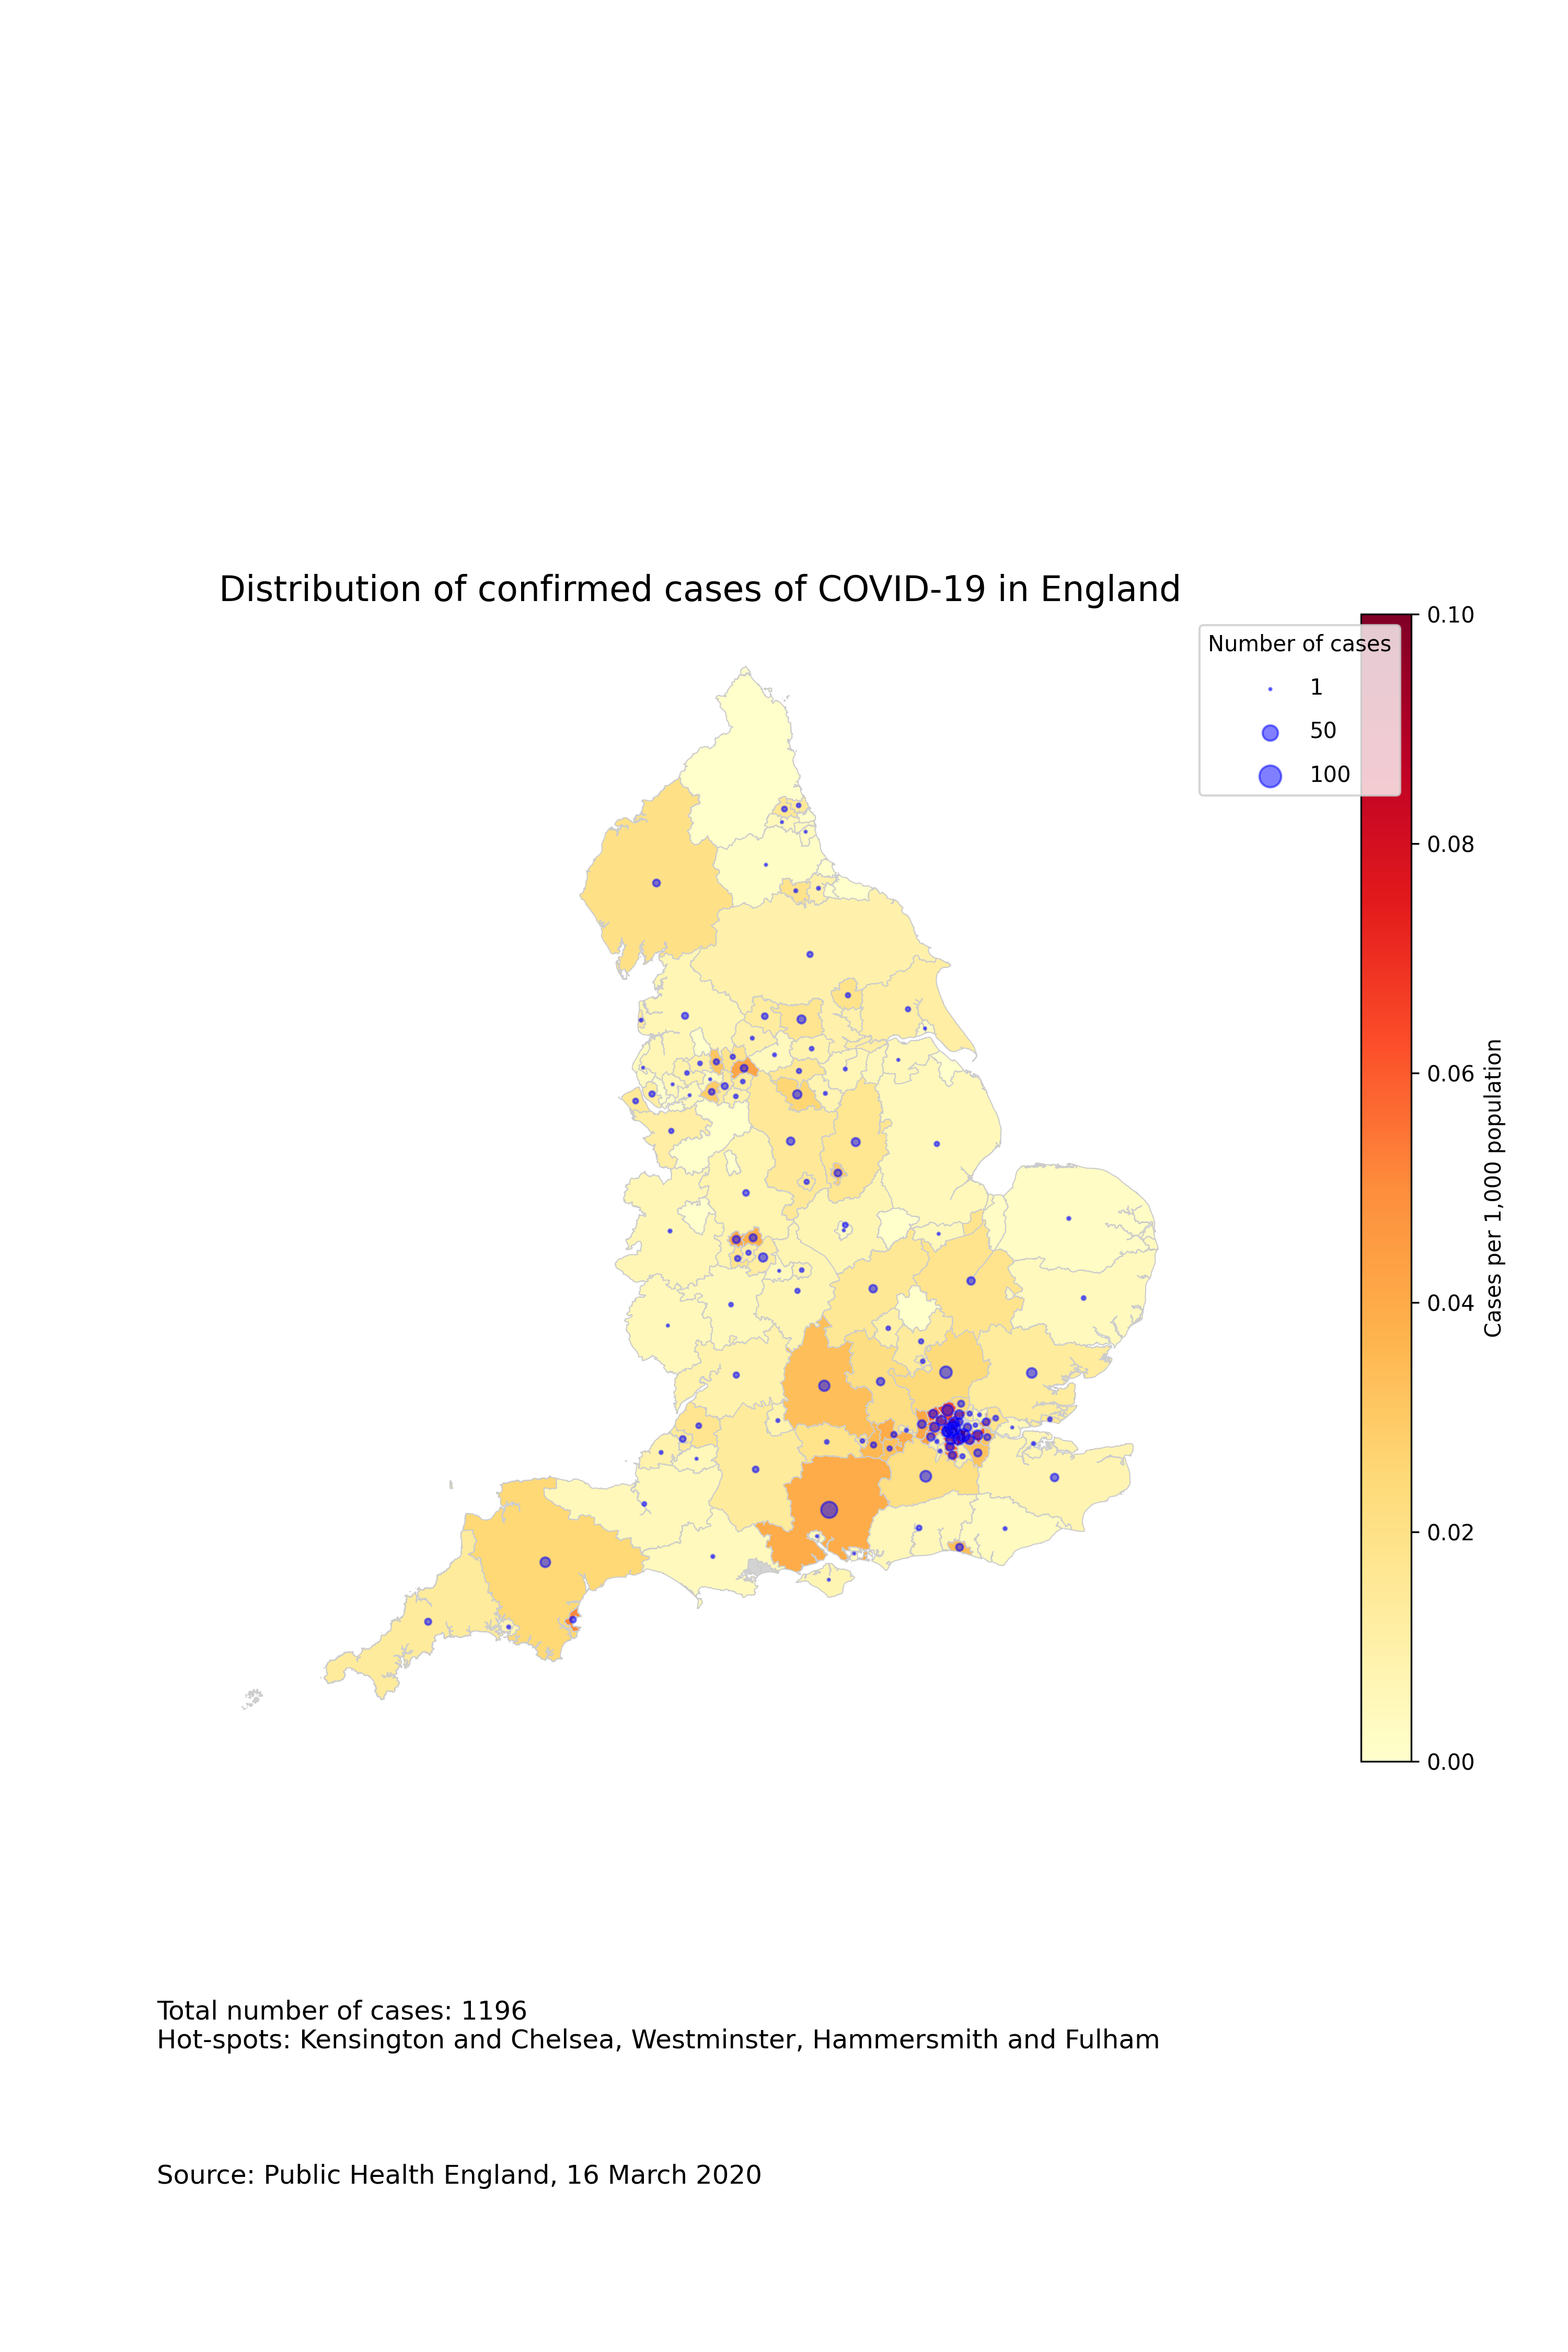 Distribution of confirmed cases of COVID-19 in England
Number of cases
1
50
100
0.10
0.08
0.06
0.04
0.02
0.00
Cases per 1,000 population
Total number of cases: 1196
Hot-spots: Kensington and Chelsea, Westminster, Hammersmith and Fulham
Source: Public Health England, 16 March 2020